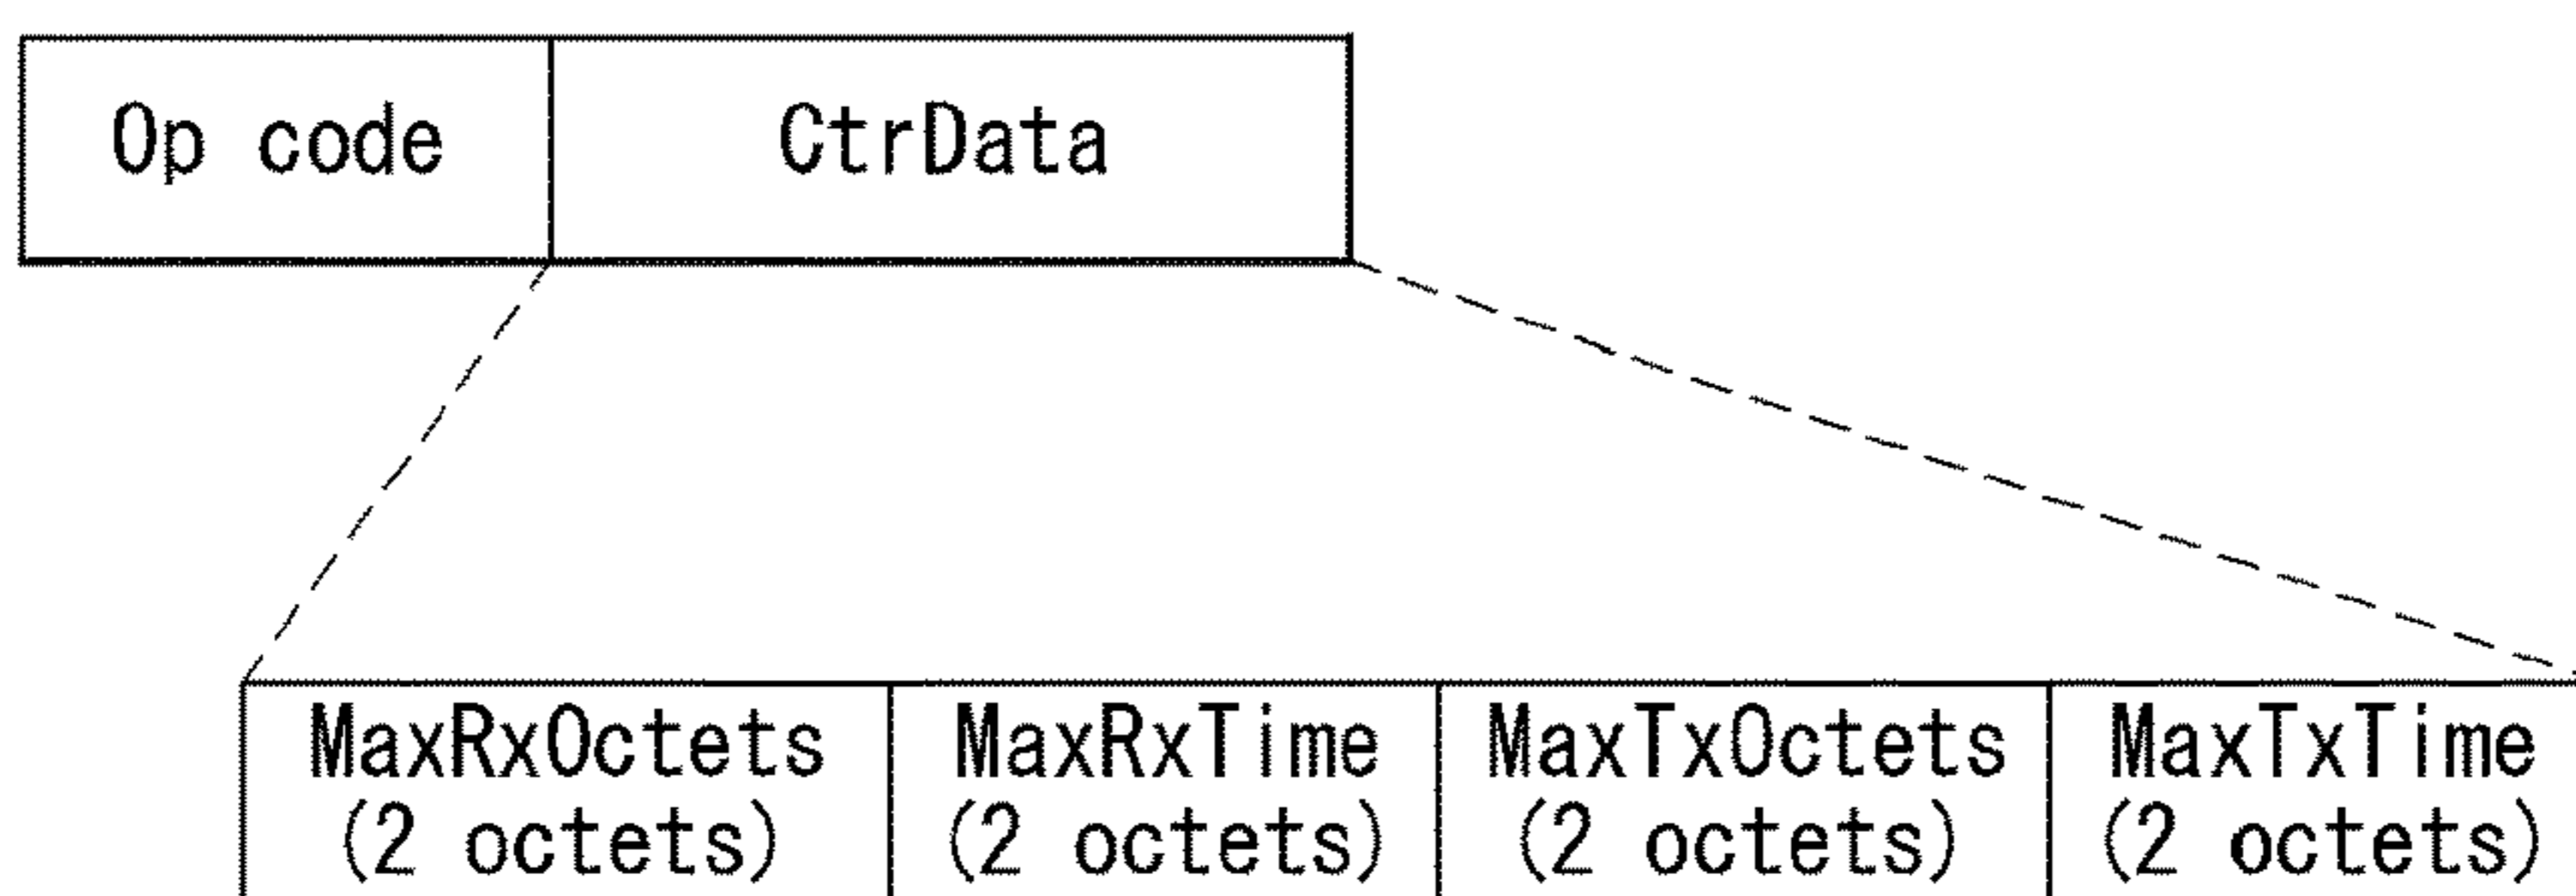 Op code CtrData
MaxRxOctets MaxRxTime MaxTxOctets MaxTxTime
(2 octets) (2 octets) (2 octets) (2 octets)